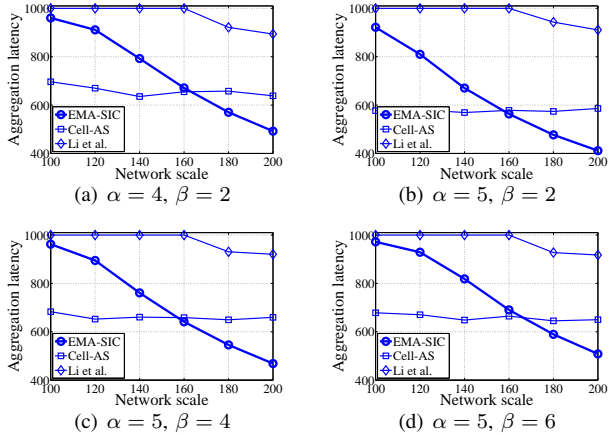 1000
800
600
400
Aggregation latency
EMA-SIC
Cell-AS
Li et al.
100 120 140 160 180 200
Network scale
(a) α = 4, β = 2
1000
800
600
400
Aggregation latency
EMA-SIC
Cell-AS
Li et al.
100 120 140 160 180 200
Network scale
(b) α = 5, β = 2
1000
800
600
400
Aggregation latency
EMA-SIC
Cell-AS
Li et al.
100 120 140 160 180 200
Network scale
(c) α = 5, β = 4
1000
800
600
400
Aggregation latency
EMA-SIC
Cell-AS
Li et al.
100 120 140 160 180 200
Network scale
(d) α = 5, β = 6